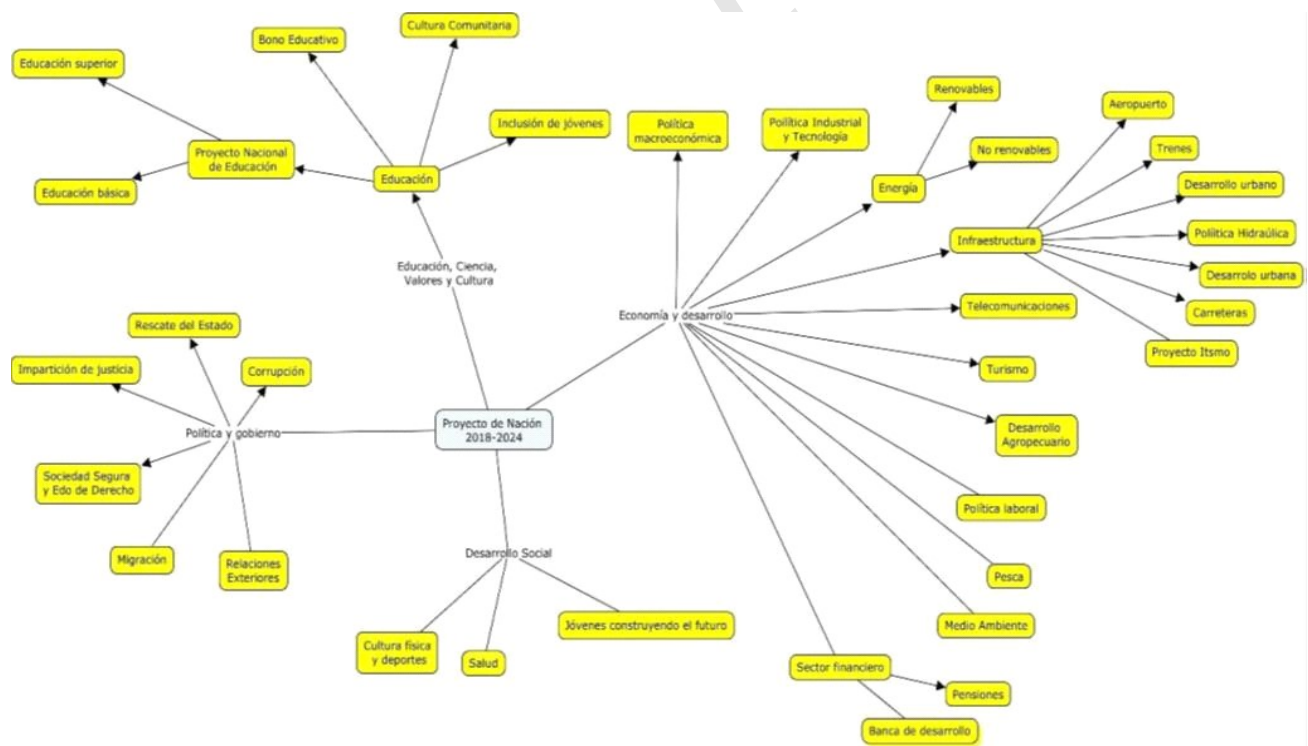 Cultura Comunitaria
Bono Educativo
Educación superior
Inclusión de jóvenes
Proyecto Nacional
de Educación
Educación
Educación básica
Educación, Ciencia,
Valores y Cultura
Política
macroeconómica
Polliítica Industrial
y Tecnología
Renovables
No renovables
Energía
Aeropuerto
Trenes
Desarrollo urbano
Infraestructura
Poliítica Hidraúlica
Desarrolo urbana
Carreteras
Proyecto Itsmo
Economía y desarrollo
Telecomunicaciones
Turismo
Desarrollo
Agropecuario
Política laboral
Pesca
Medio Ambiente
Sector financiero
Pensiones
Banca de desarrollo
Rescate del Estado
Impartición de justicia
Corrupción
Política y gobierno
Proyecto de Nación
2018-2024
Sociedad Segura
y Edo de Derecho
Migración
Relaciones
Exteriores
Desarrollo Social
Jóvenes construyendo el futuro
Cultura física
y deportes
Salud